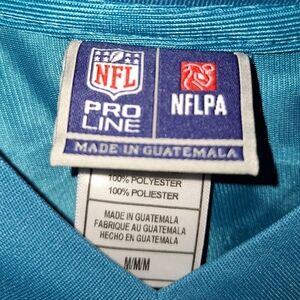 NFL
PRO
LINE
NFLPA
MADE IN GUATEMALA
100% POLYESTER
100% POLIESTER
MADE IN GUATEMALA
FABRIQUE AU GUATEMALA
HECHO EN GUATEMALA
M/M/M